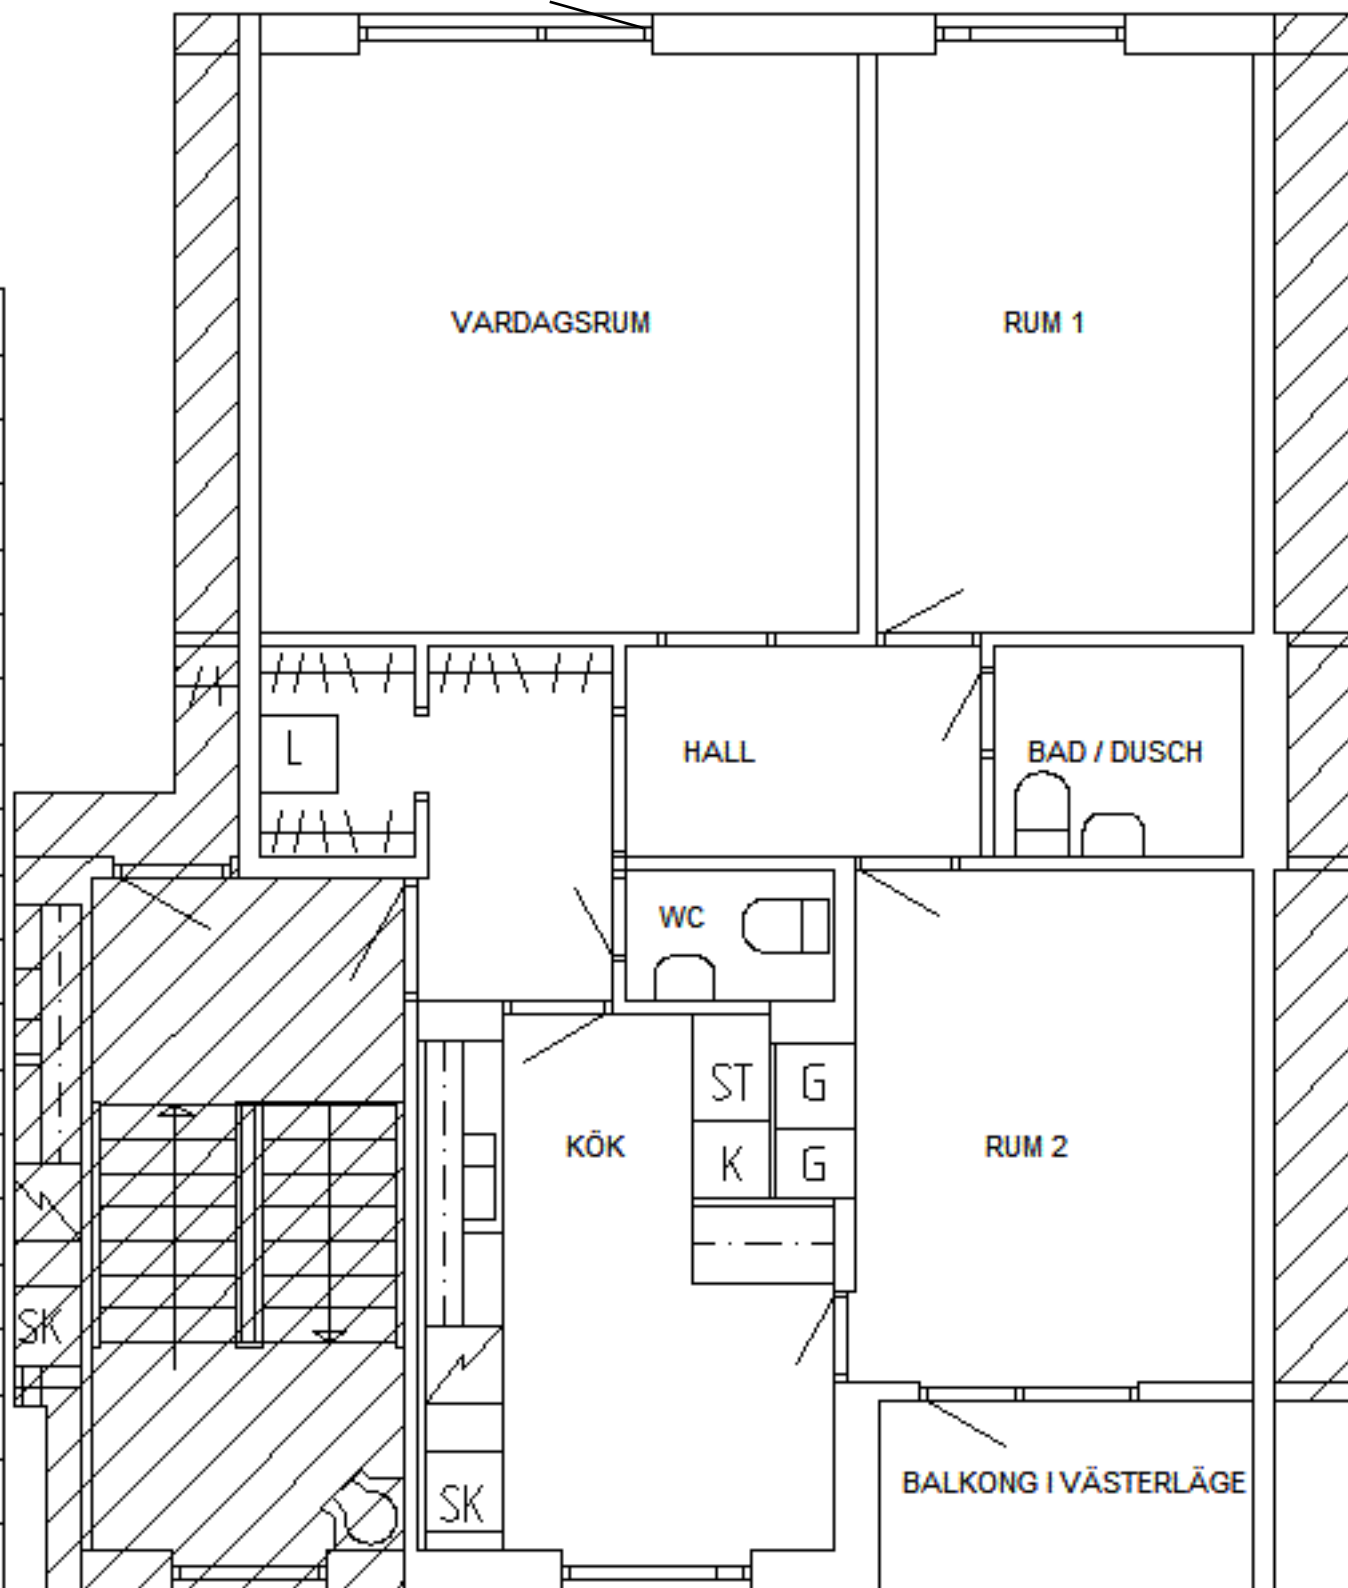 VARDAGSRUM
RUM 1
L
HALL
BAD / DUSCH
WC
ST
G
KÖK
K
G
RUM 2
SK
BALKONG I VÄSTERLÄGE
SK